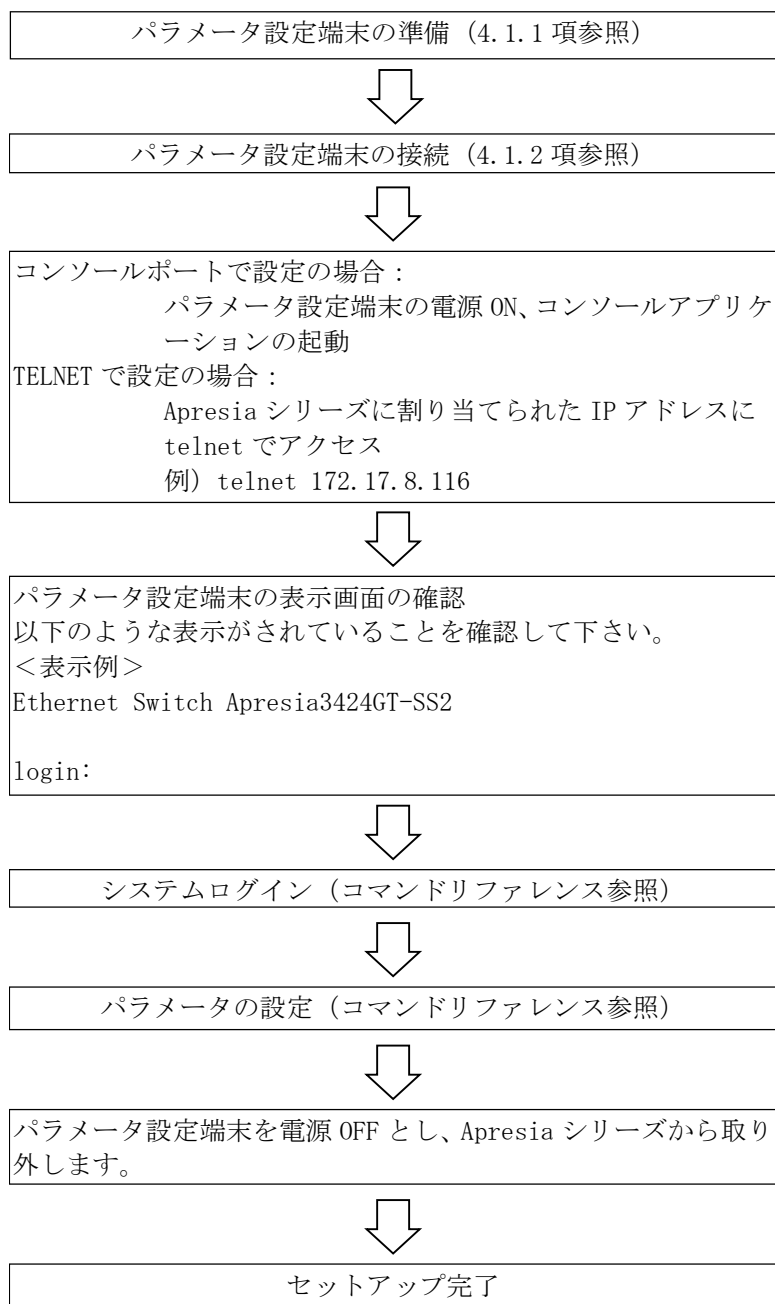 パラメータ設定端末の準備（4.1.1 項参照）
パラメータ設定端末の接続（4.1.2 項参照）
コンソールポートで設定の場合：
パラメータ設定端末の電源 ON、コンソールアプリケ
ーションの起動
TELNET で設定の場合：
Apresia シリーズに割り当てられた IP アドレスに
telnet でアクセス
例）telnet 172.17.8.116
パラメータ設定端末の表示画面の確認
以下のような表示がされていることを確認して下さい。
＜表示例＞
Ethernet Switch Apresia3424GT-SS2
login:
システムログイン（コマンドリファレンス参照）
パラメータの設定（コマンドリファレンス参照）
パラメータ設定端末を電源 OFF とし、Apresia シリーズから取り
外します。
セットアップ完了